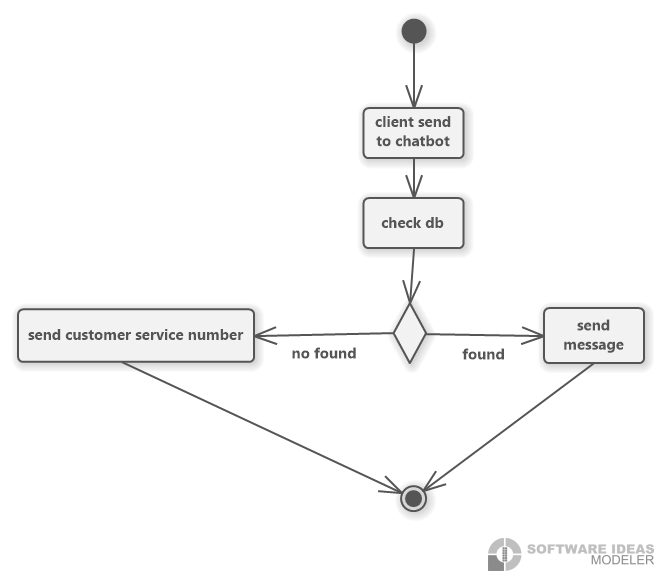 client send
to chatbot
check db
send customer service number
no found
found
send
message
SOFTWARE IDEAS
MODELER